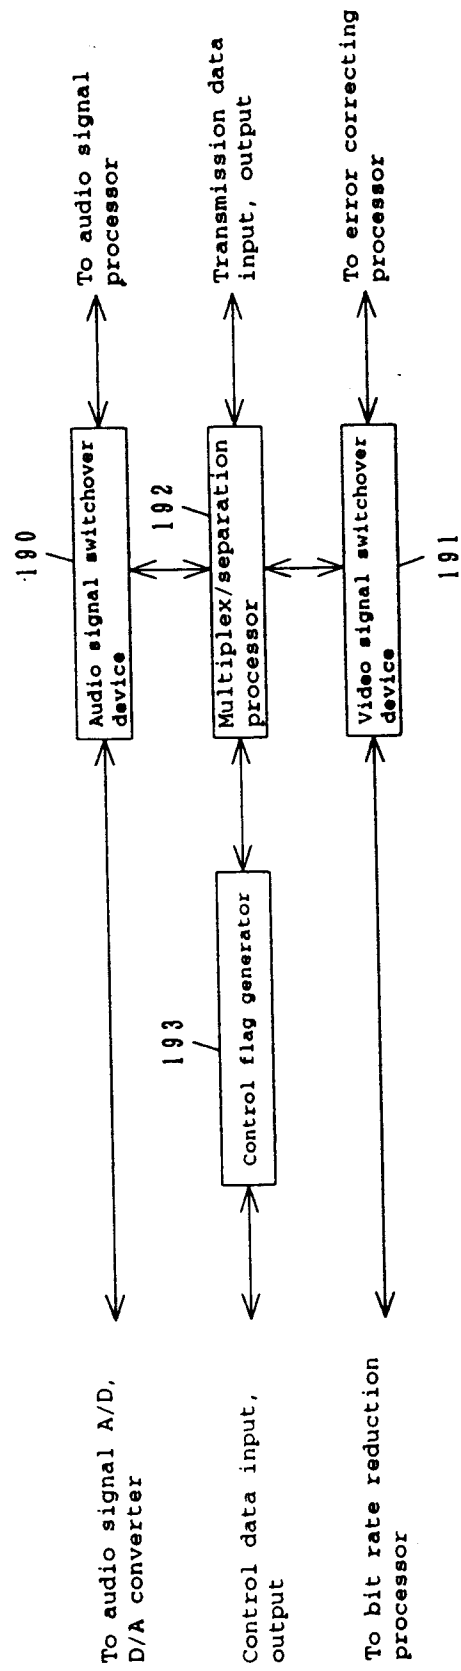 To audio signal A/D,
D/A converter
190
Audio signal switchover
device
To audio signal
processor
Control data input,
output
193
Control flag generator
192
Multiplex/separation
processor
Transmission data
input, output
To bit rate reduction
processor
Video signal switchover
device
191
To error correcting
processor